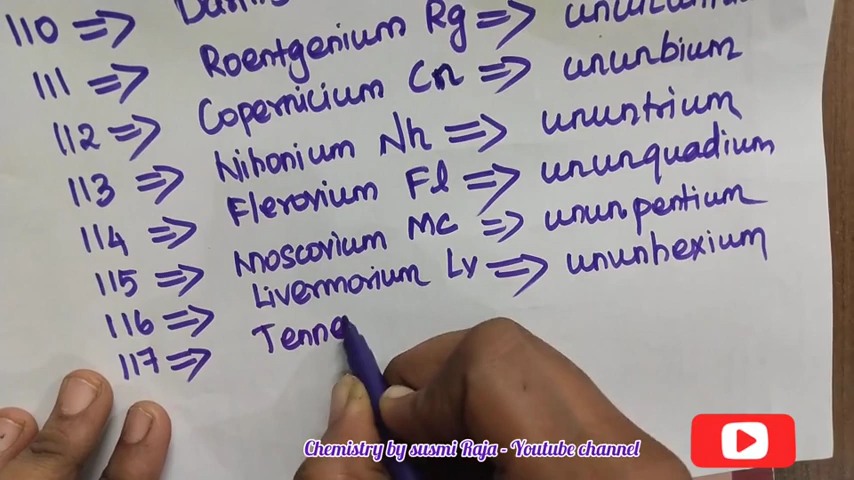 110 ⇒
111 ⇒ Roentgenium Rg ⇒
112 ⇒ Copernicium Cn ⇒ ununbium
113 ⇒ Nihonium Nh ⇒ ununtrium
114 ⇒ Flerovium Fl ⇒ ununquadium
115 ⇒ Moscovium Mc ⇒ ununpentium
116 ⇒ Livermorium Lv ⇒ ununhexium
117 ⇒ Tenne
Chemistry by susmi Raja - Youtube channel